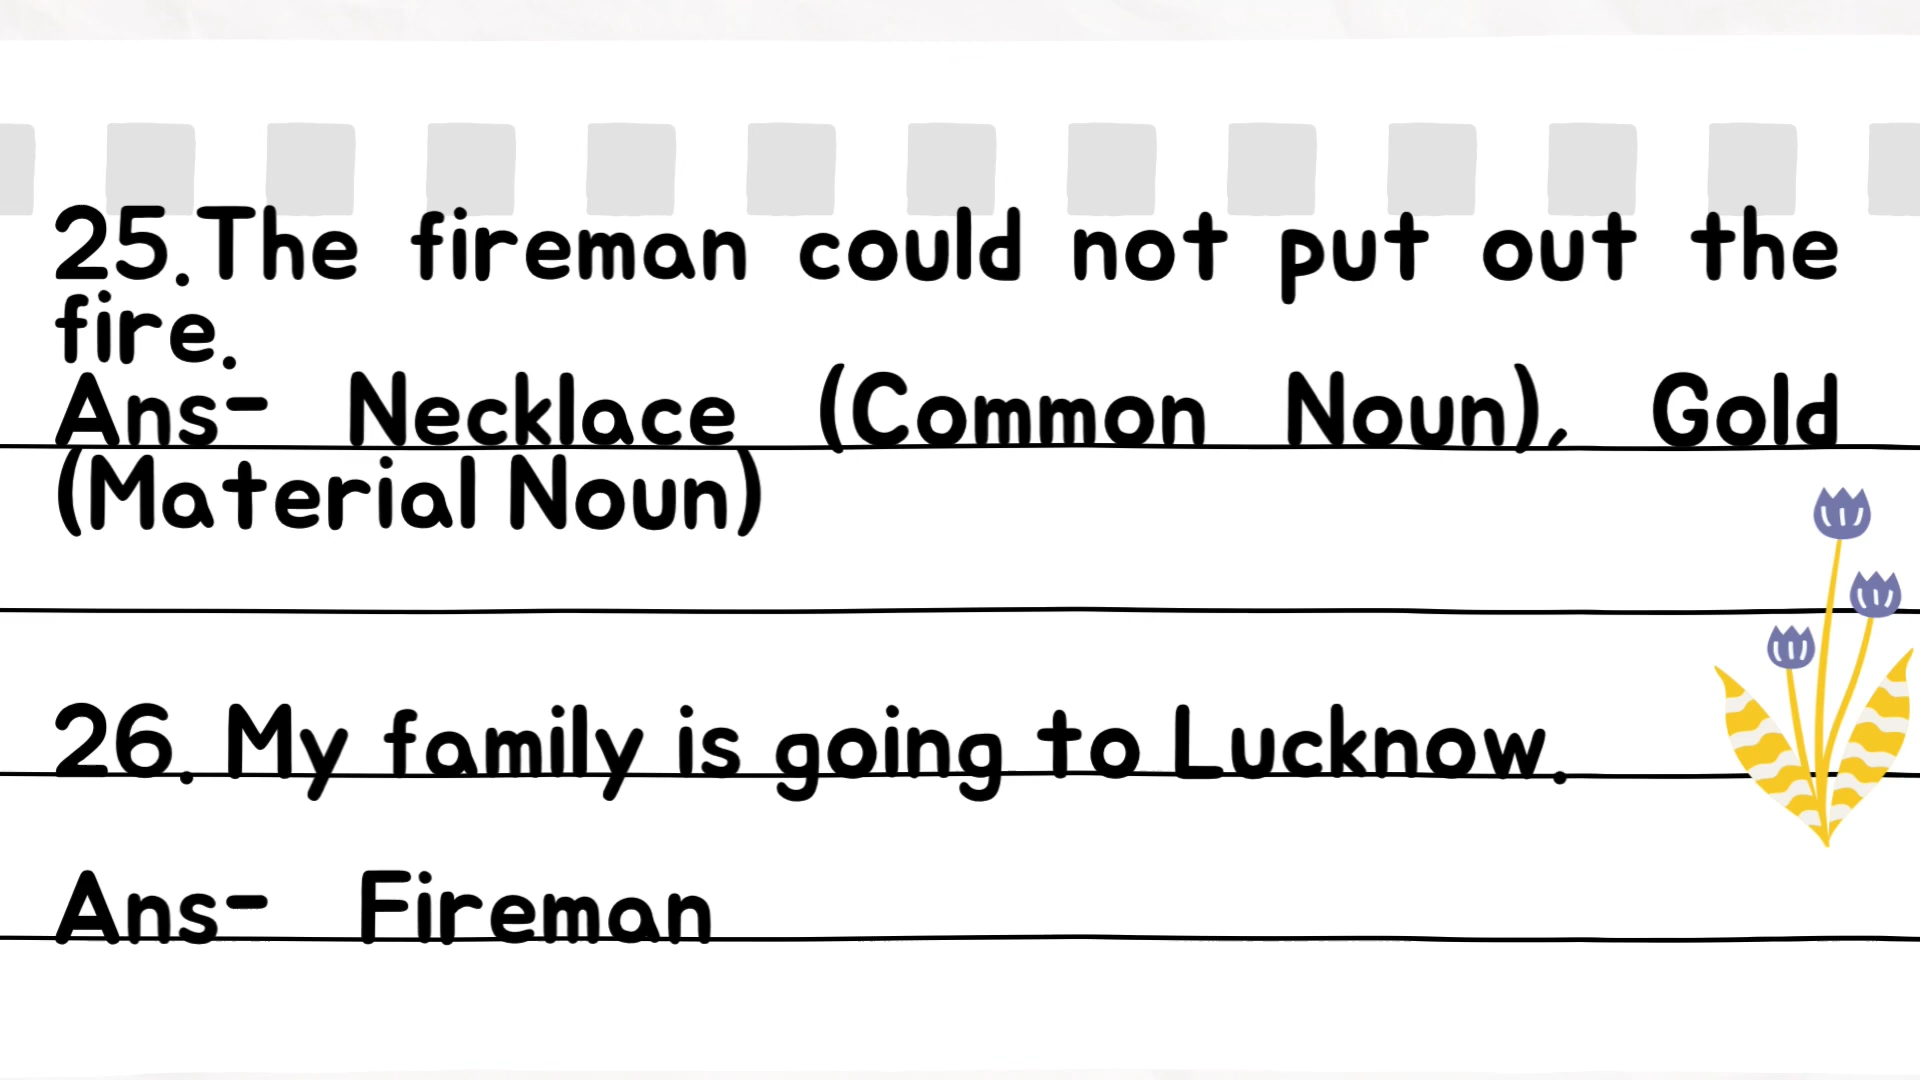 25.The fireman could not put out the
fire.
Ans- Necklace (Common Noun), Gold
(Material Noun)
26. My family is going to Lucknow.
Ans- Fireman